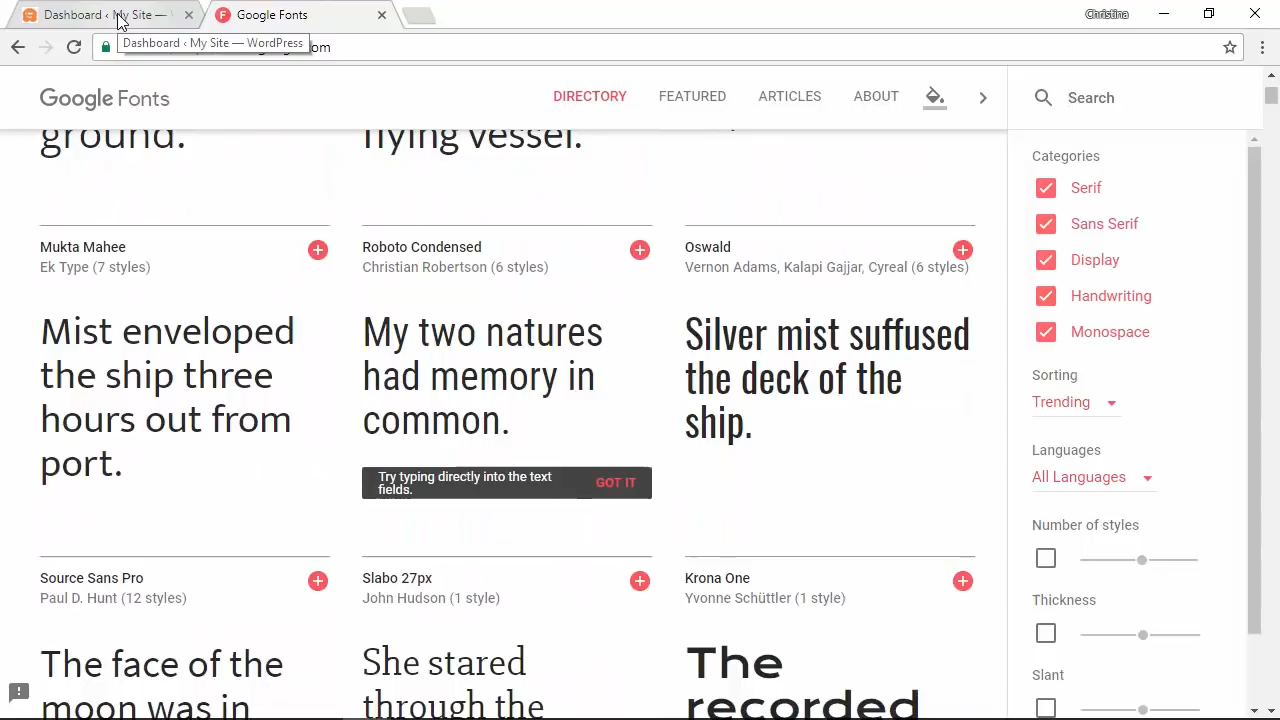 Dashboard ‹ My Site —
Google Fonts
Christina
Dashboard ‹ My Site — WordPress
om
Google Fonts
DIRECTORY
FEATURED
ARTICLES
ABOUT
Search
ground.
flying vessel.
Mukta Mahee
Ek Type (7 styles)
Roboto Condensed
Christian Robertson (6 styles)
Oswald
Vernon Adams, Kalapi Gajjar, Cyreal (6 styles)
Mist enveloped
the ship three
hours out from
port.
My two natures
had memory in
common.
Try typing directly into the text
fields.
GOT IT
Silver mist suffused
the deck of the
ship.
Source Sans Pro
Paul D. Hunt (12 styles)
Slabo 27px
John Hudson (1 style)
Krona One
Yvonne Schüttler (1 style)
The face of the
moon was in
She stared
through the
The
recorded
Categories
Serif
Sans Serif
Display
Handwriting
Monospace
Sorting
Trending
Languages
All Languages
Number of styles
Thickness
Slant